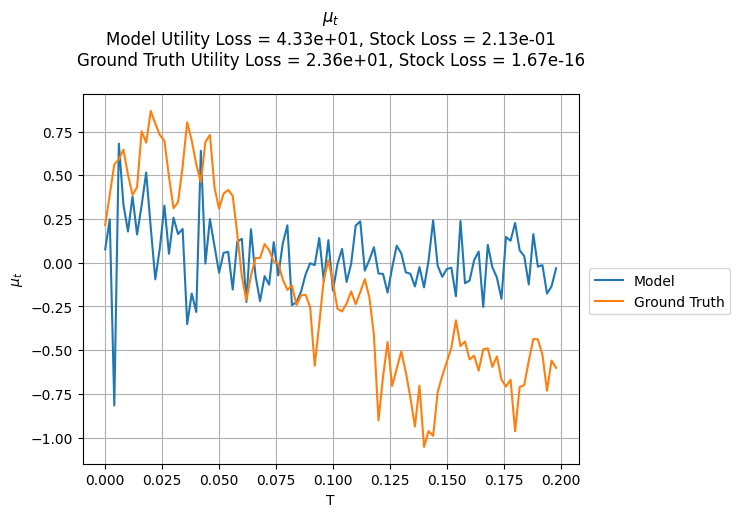 μt
Model Utility Loss = 4.33e+01, Stock Loss = 2.13e-01
Ground Truth Utility Loss = 2.36e+01, Stock Loss = 1.67e-16
0.75
0.50
0.25
0.00
−0.25
−0.50
−0.75
−1.00
μt
0.000 0.025 0.050 0.075 0.100 0.125 0.150 0.175 0.200
T
Model
Ground Truth